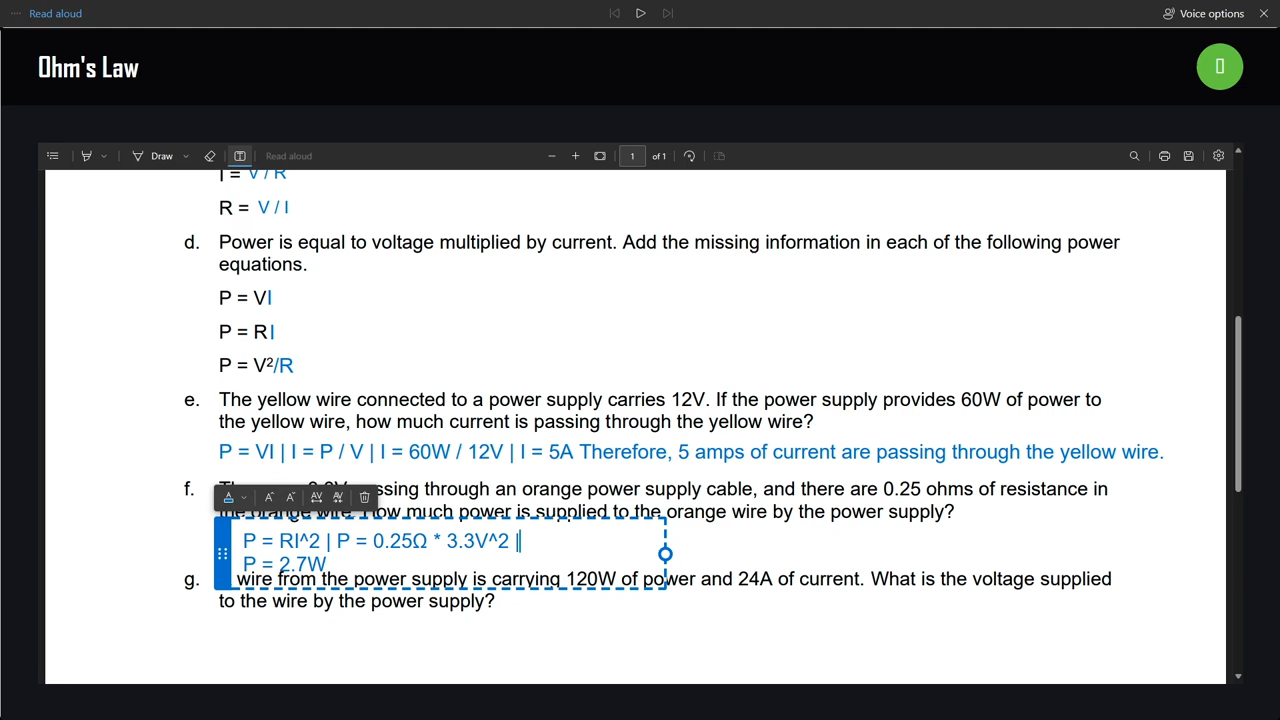 Read aloud
Voice options
Ohm's Law
Draw
Read aloud
1 of 1
I = V / R
R = V / I
d. Power is equal to voltage multiplied by current. Add the missing information in each of the following power
equations.
P = VI
P = RI
P = V²/R
e. The yellow wire connected to a power supply carries 12V. If the power supply provides 60W of power to
the yellow wire, how much current is passing through the yellow wire?
P = VI | I = P / V | I = 60W / 12V | I = 5A Therefore, 5 amps of current are passing through the yellow wire.
f. passing through an orange power supply cable, and there are 0.25 ohms of resistance in
the orange wire. How much power is supplied to the orange wire by the power supply?
P = RI^2 | P = 0.25Ω * 3.3V^2 |
P = 2.7W
g. wire from the power supply is carrying 120W of power and 24A of current. What is the voltage supplied
to the wire by the power supply?